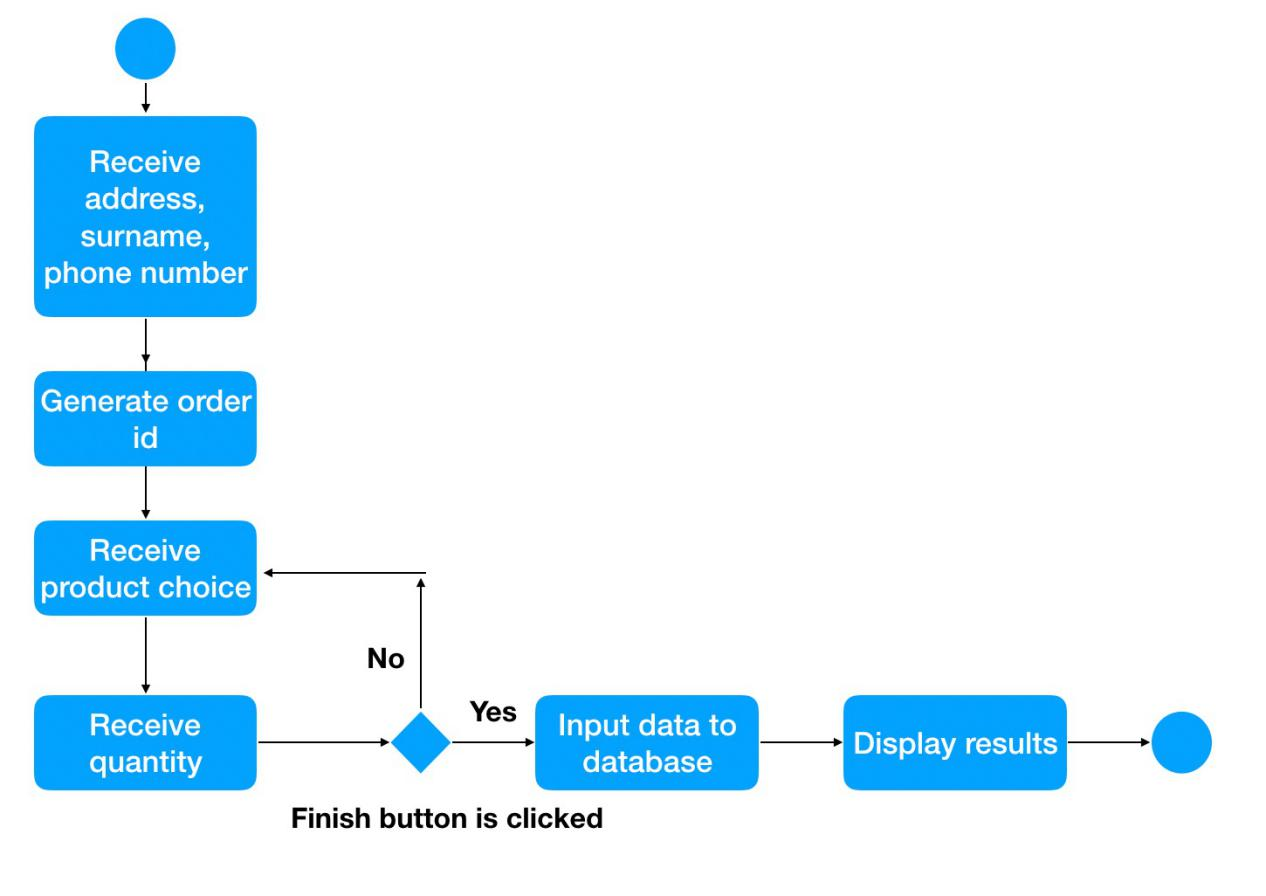 Receive
address,
surname,
phone number
Generate order
id
Receive
product choice
No
Receive
quantity
Yes
Input data to
database
Display results
Finish button is clicked